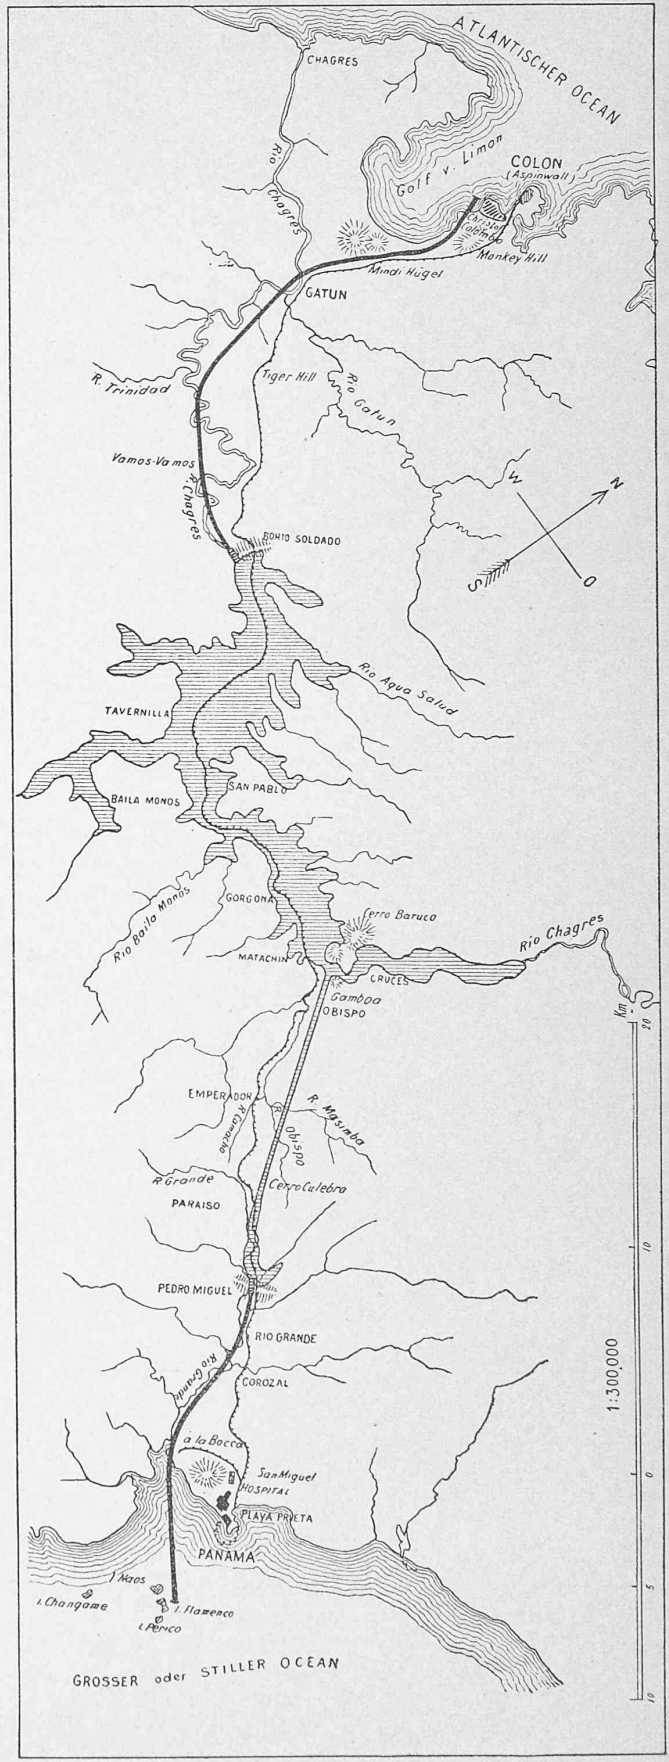 ATLANTISCHER OCEAN
CHAGRES
Rio Chagres
Golf v. Limon
COLON
(Aspinwall)
Christof
Colombo
Monkey Hill
Mindi Hügel
GATUN
Tiger Hill
R. Trinidad
Rio Gatun
Vamos-Vamos
R. Chagres
W
N
S
O
BOHIO SOLDADO
Rio Agua Salud
TAVERNILLA
SAN PABLO
BAILA MONOS
Rio Baila Monos
GORGONA
Cerro Baruco
Rio Chagres
MATACHIN
CRUCES
Gamboa
OBISPO
Km
20
EMPERADOR
R. Camacho
R. Obispo
R. Masimba
R. Grande
Cerro Culebra
PARAISO
10
PEDRO MIGUEL
RIO GRANDE
Rio Grande
COROZAL
1:300,000
a la Bocca
0
San Miguel
HOSPITAL
PLAYA PRIETA
PANAMA
I. Naos
I. Changame
I. Flamenco
I. Perico
5
GROSSER oder STILLER OCEAN
10